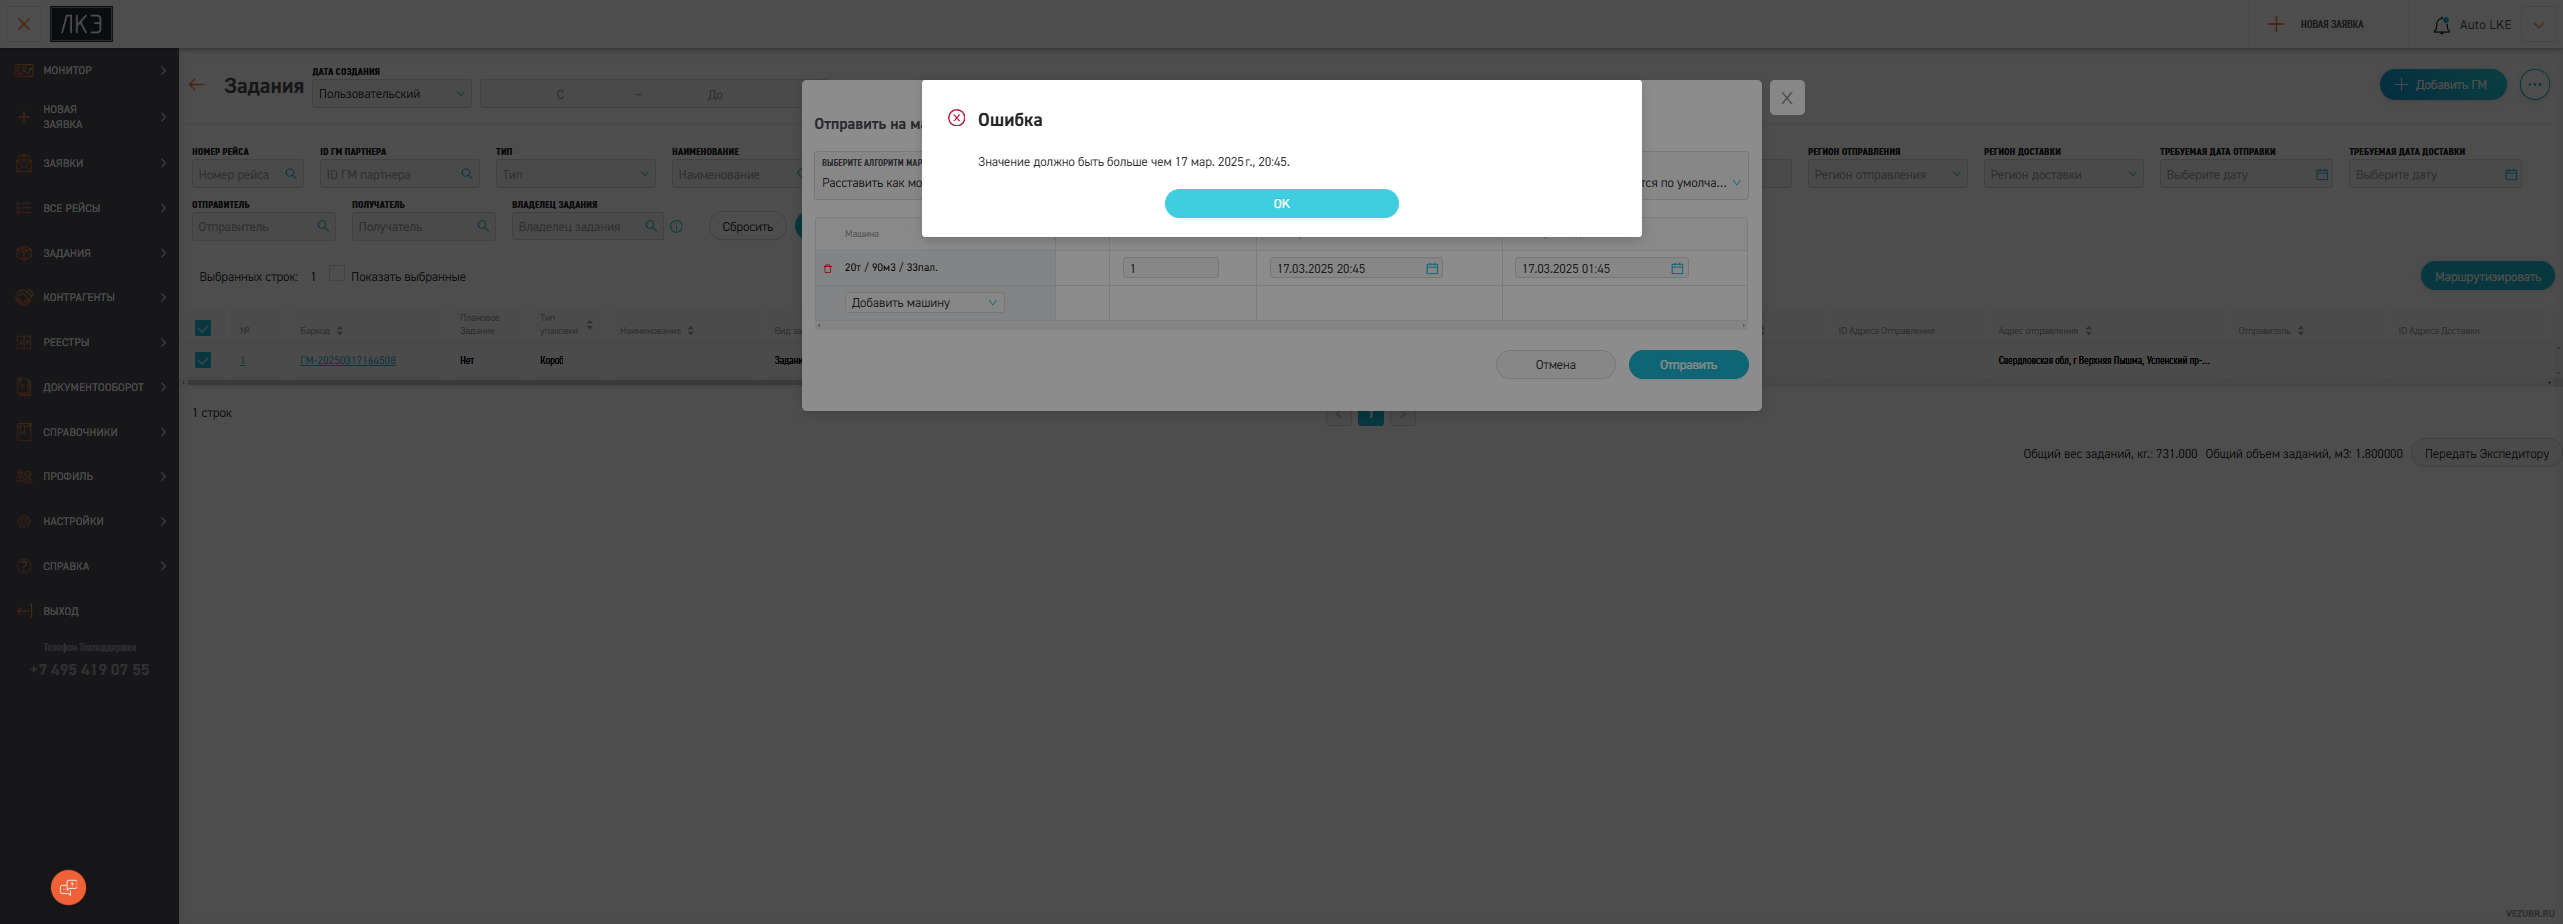 ЛКЭ
НОВАЯ ЗАЯВКА
Auto LKE
МОНИТОР
НОВАЯ
ЗАЯВКА
ЗАЯВКИ
ВСЕ РЕЙСЫ
ЗАДАНИЯ
КОНТРАГЕНТЫ
РЕЕСТРЫ
ДОКУМЕНТООБОРОТ
СПРАВОЧНИКИ
ПРОФИЛЬ
НАСТРОЙКИ
СПРАВКА
ВЫХОД
Телефон Техподдержки
+7 495 419 07 55
Задания
ДАТА СОЗДАНИЯ
Пользовательский
С
–
До
Добавить ГМ
НОМЕР РЕЙСА
Номер рейса
ID ГМ ПАРТНЕРА
ID ГМ партнера
ТИП
Тип
НАИМЕНОВАНИЕ
Наименование
РЕГИОН ОТПРАВЛЕНИЯ
Регион отправления
РЕГИОН ДОСТАВКИ
Регион доставки
ТРЕБУЕМАЯ ДАТА ОТПРАВКИ
Выберите дату
ТРЕБУЕМАЯ ДАТА ДОСТАВКИ
Выберите дату
ОТПРАВИТЕЛЬ
Отправитель
ПОЛУЧАТЕЛЬ
Получатель
ВЛАДЕЛЕЦ ЗАДАНИЯ
Владелец задания
Сбросить
Выбранных строк: 1
Показать выбранные
Маршрутизировать
№
Баркод
Плановое
Задание
Тип
упаковки
Наименование
Вид за
ID Адреса Отправления
Адрес отправления
Отправитель
ID Адреса Доставки
1
ГМ-20250317164508
Нет
Короб
Задани
Свердловская обл, г Верхняя Пышма, Успенский пр-...
1 строк
1
Общий вес заданий, кг.: 731.000 Общий объем заданий, м3: 1.800000
Передать Экспедитору
Отправить на ма
ВЫБЕРИТЕ АЛГОРИТМ МАР
Расставить как мо
тся по умолча...
Машина
20т / 90м3 / 33пал.
1
17.03.2025 20:45
17.03.2025 01:45
Добавить машину
Отмена
Отправить
Ошибка
Значение должно быть больше чем 17 мар. 2025 г., 20:45.
OK
VEZUBR.RU